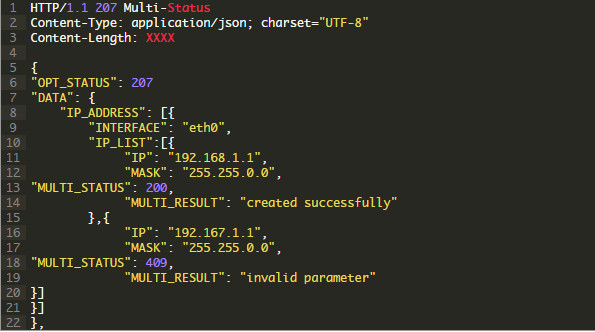 1 HTTP/1.1 207 Multi-Status
2 Content-Type: application/json; charset="UTF-8"
3 Content-Length: XXXX
4
5 {
6 "OPT_STATUS": 207
7 "DATA": {
8     "IP_ADDRESS": [{
9         "INTERFACE": "eth0",
10         "IP_LIST":[{
11             "IP": "192.168.1.1",
12             "MASK": "255.255.0.0",
13 "MULTI_STATUS": 200,
14             "MULTI_RESULT": "created successfully"
15         },{
16             "IP": "192.167.1.1",
17             "MASK": "255.255.0.0",
18 "MULTI_STATUS": 409,
19             "MULTI_RESULT": "invalid parameter"
20 }]
21 }]
22 },